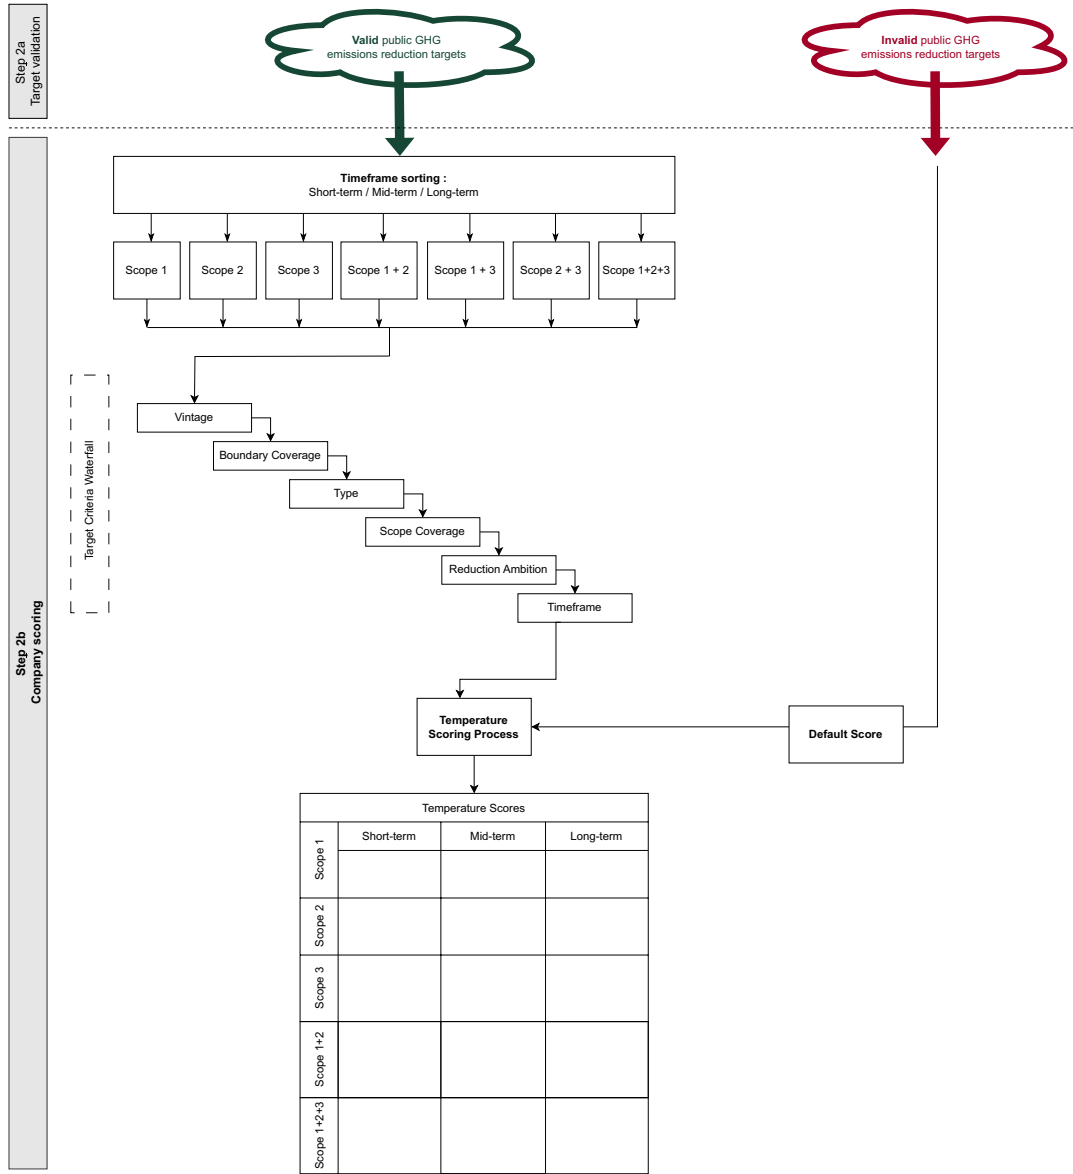 Step 2a
Target validation
Valid public GHG
emissions reduction targets
Invalid public GHG
emissions reduction targets
Step 2b
Company scoring
Timeframe sorting :
Short-term / Mid-term / Long-term
Scope 1
Scope 2
Scope 3
Scope 1 + 2
Scope 1 + 3
Scope 2 + 3
Scope 1+2+3
Target Criteria Waterfall
Vintage
Boundary Coverage
Type
Scope Coverage
Reduction Ambition
Timeframe
Temperature
Scoring Process
Default Score
Temperature Scores
Short-term
Mid-term
Long-term
Scope 1
Scope 2
Scope 3
Scope 1+2
Scope 1+2+3